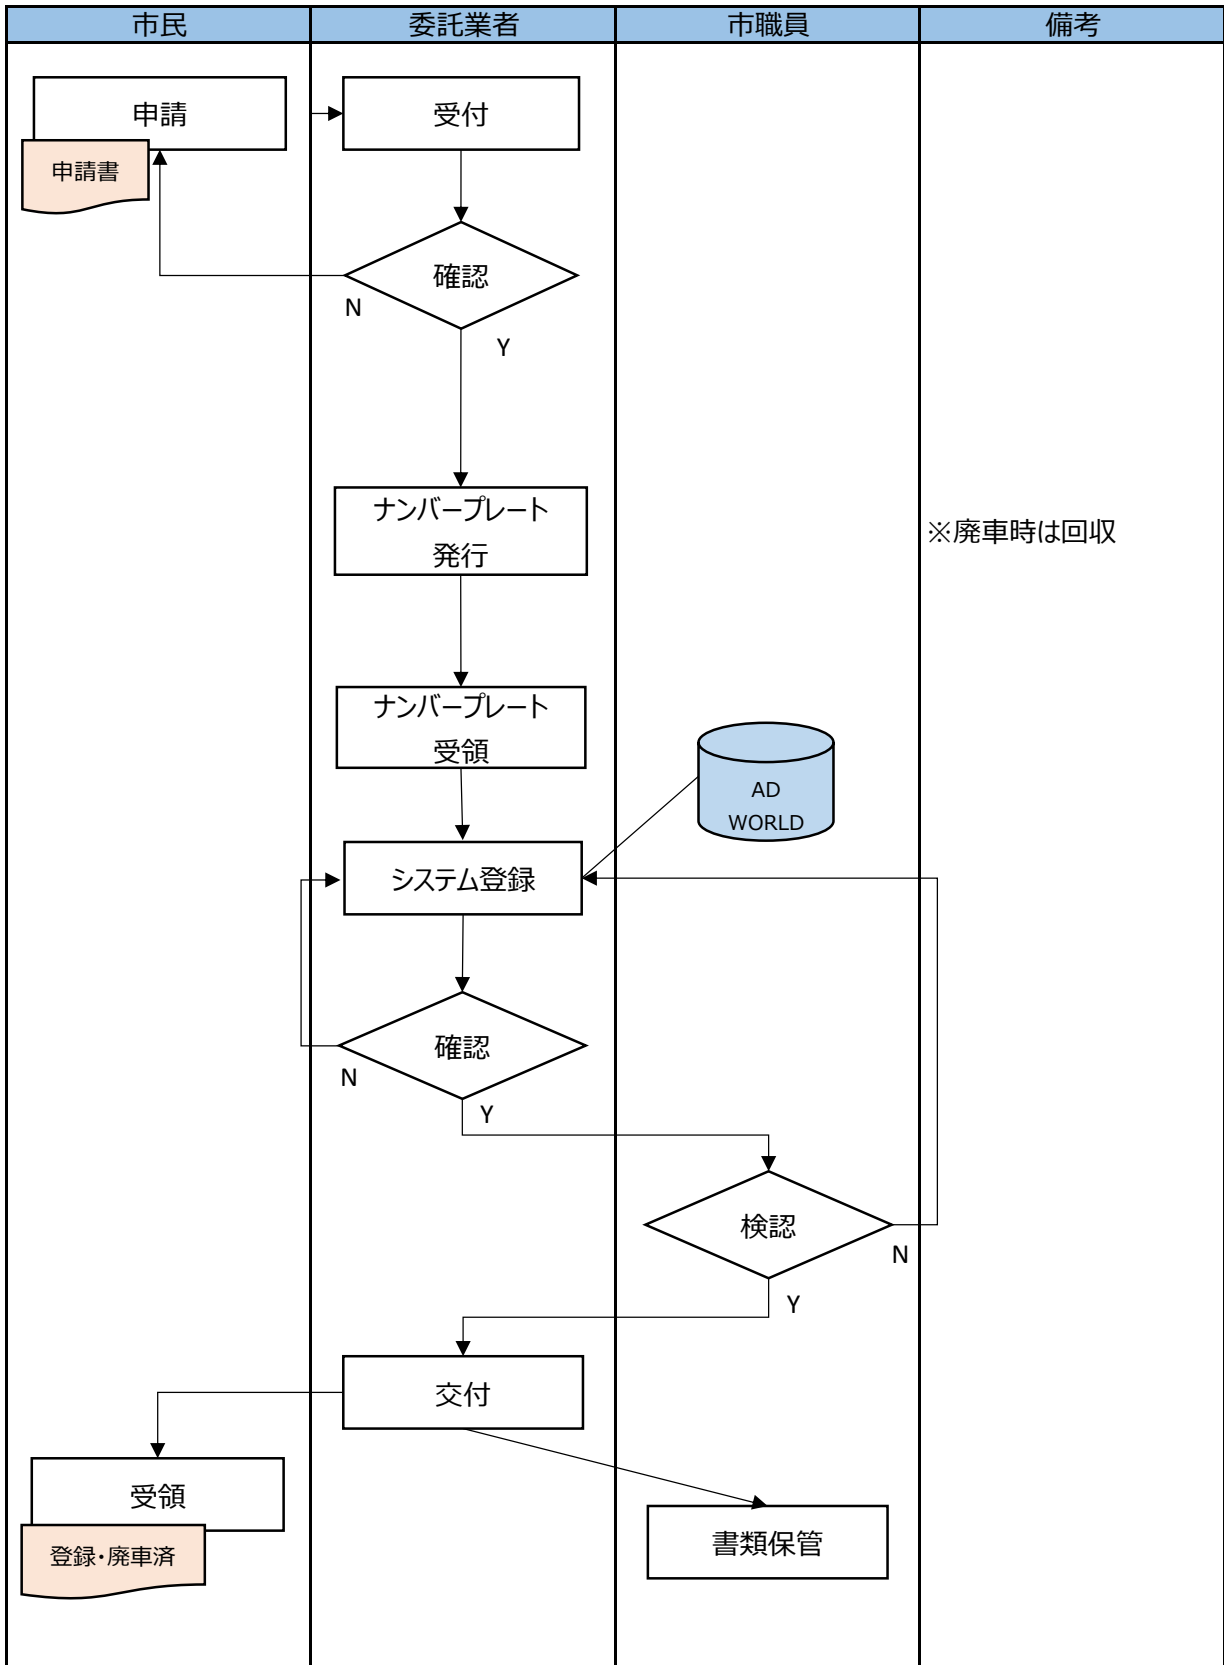 市民
委託業者
市職員
備考
申請
受付
申請書
確認
N
Y
ナンバープレート
発行
※廃車時は回収
ナンバープレート
受領
AD
WORLD
システム登録
確認
N
Y
検認
N
Y
交付
受領
書類保管
登録・廃車済